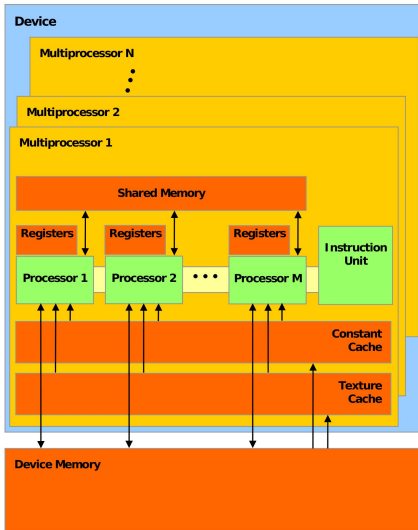 Device
Multiprocessor N
Multiprocessor 2
Multiprocessor 1
Shared Memory
Registers
Registers
Registers
Instruction
Unit
Processor 1
Processor 2
Processor M
Constant
Cache
Texture
Cache
Device Memory